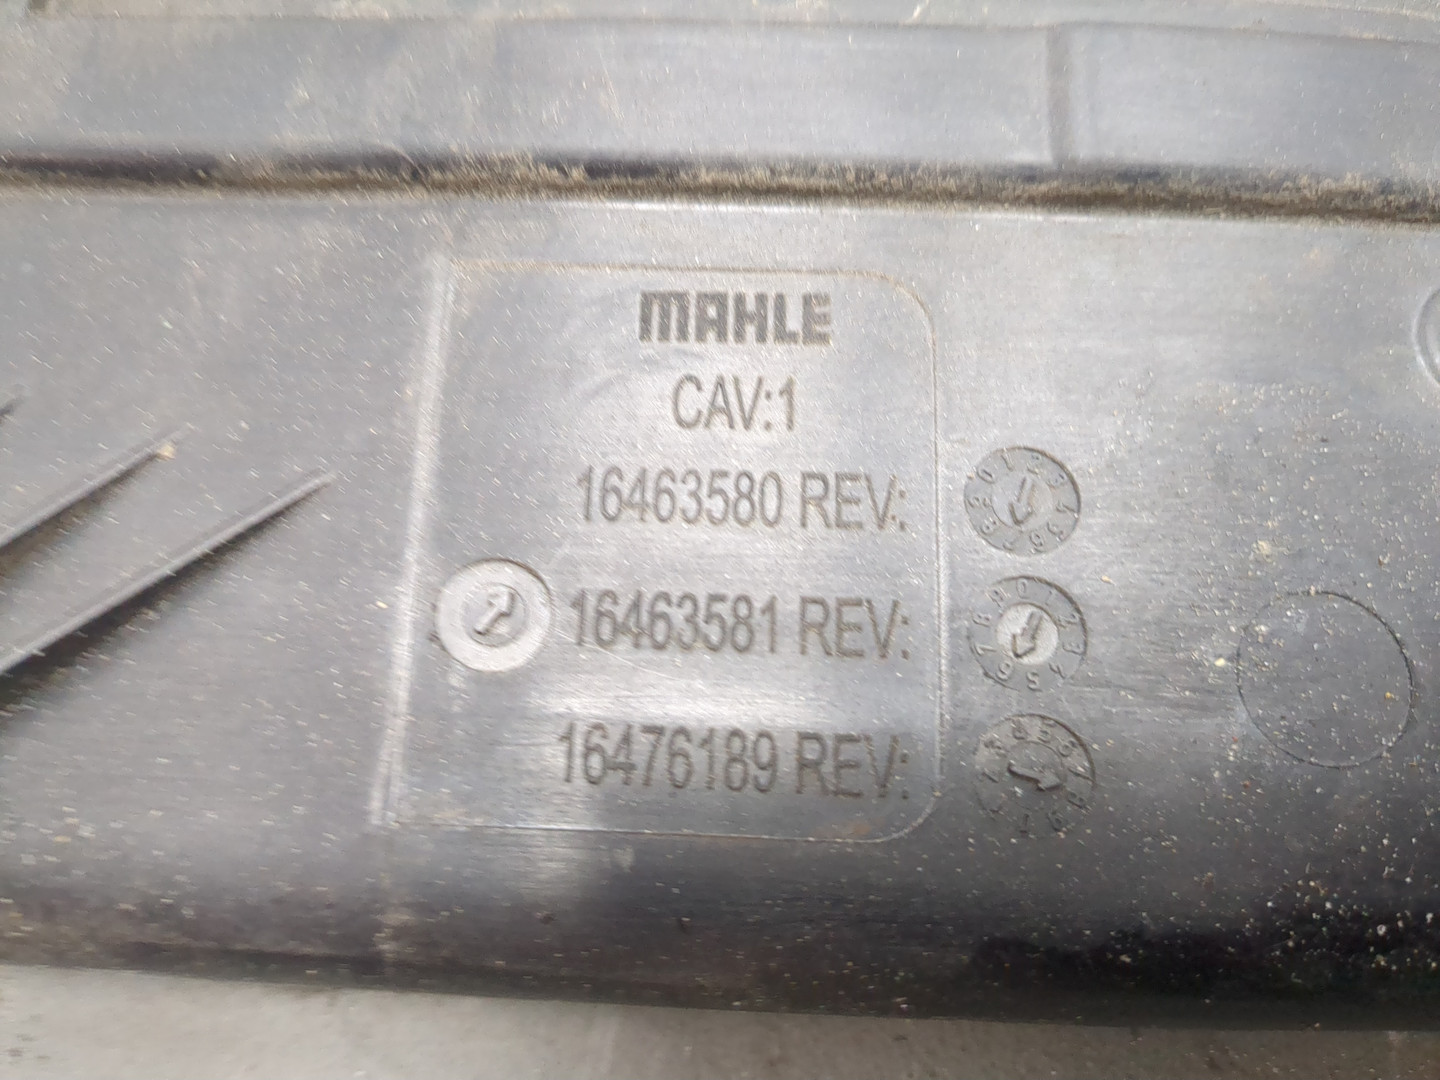 MAHLE
CAV:1
16463580 REV:
16463581 REV:
16476189 REV: